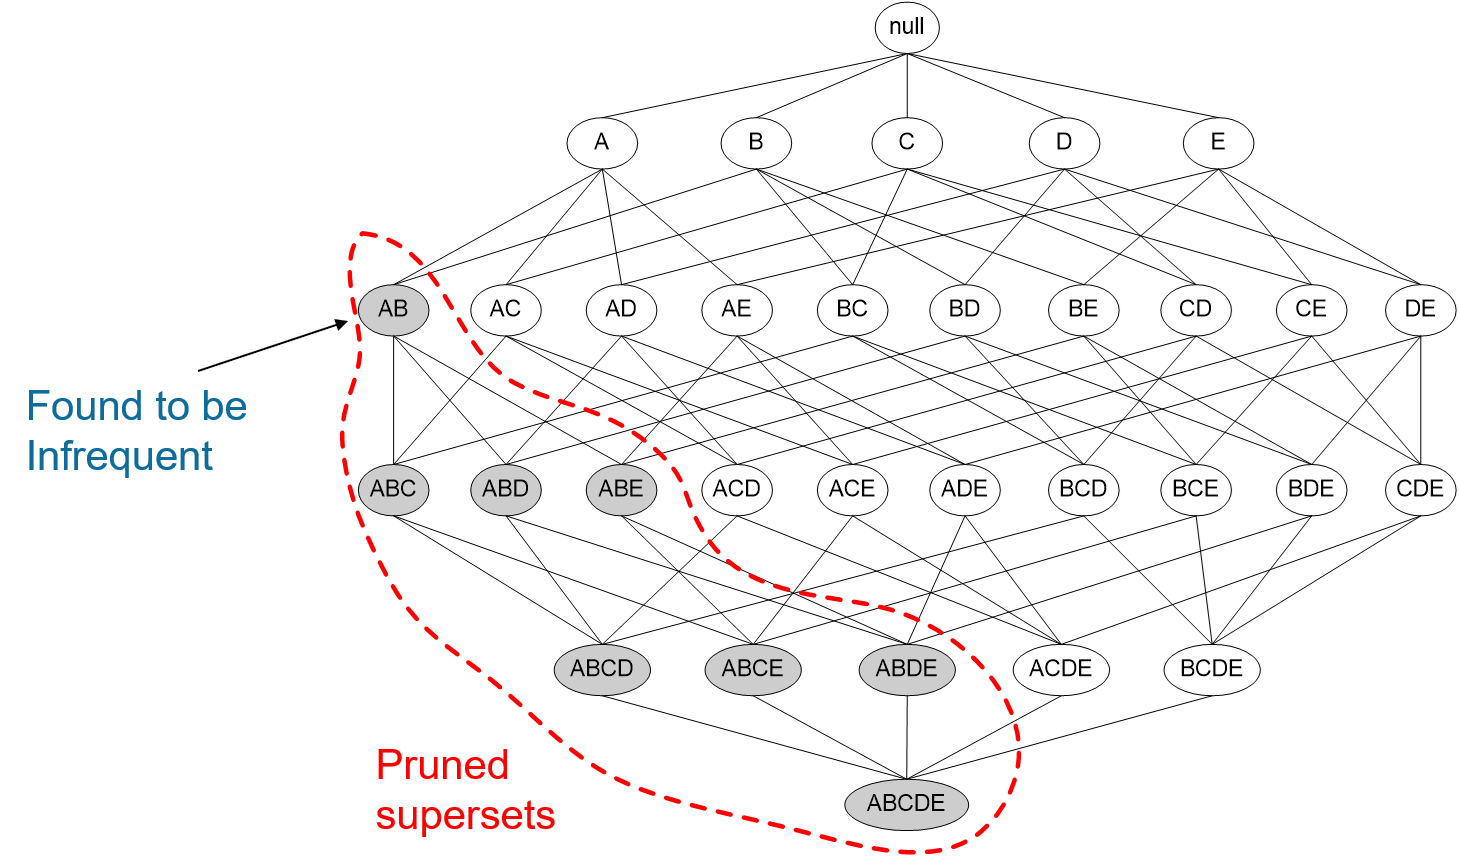 null
A B C D E
AB AC AD AE BC BD BE CD CE DE
Found to be
Infrequent
ABC ABD ABE ACD ACE ADE BCD BCE BDE CDE
ABCD ABCE ABDE ACDE BCDE
Pruned
supersets
ABCDE